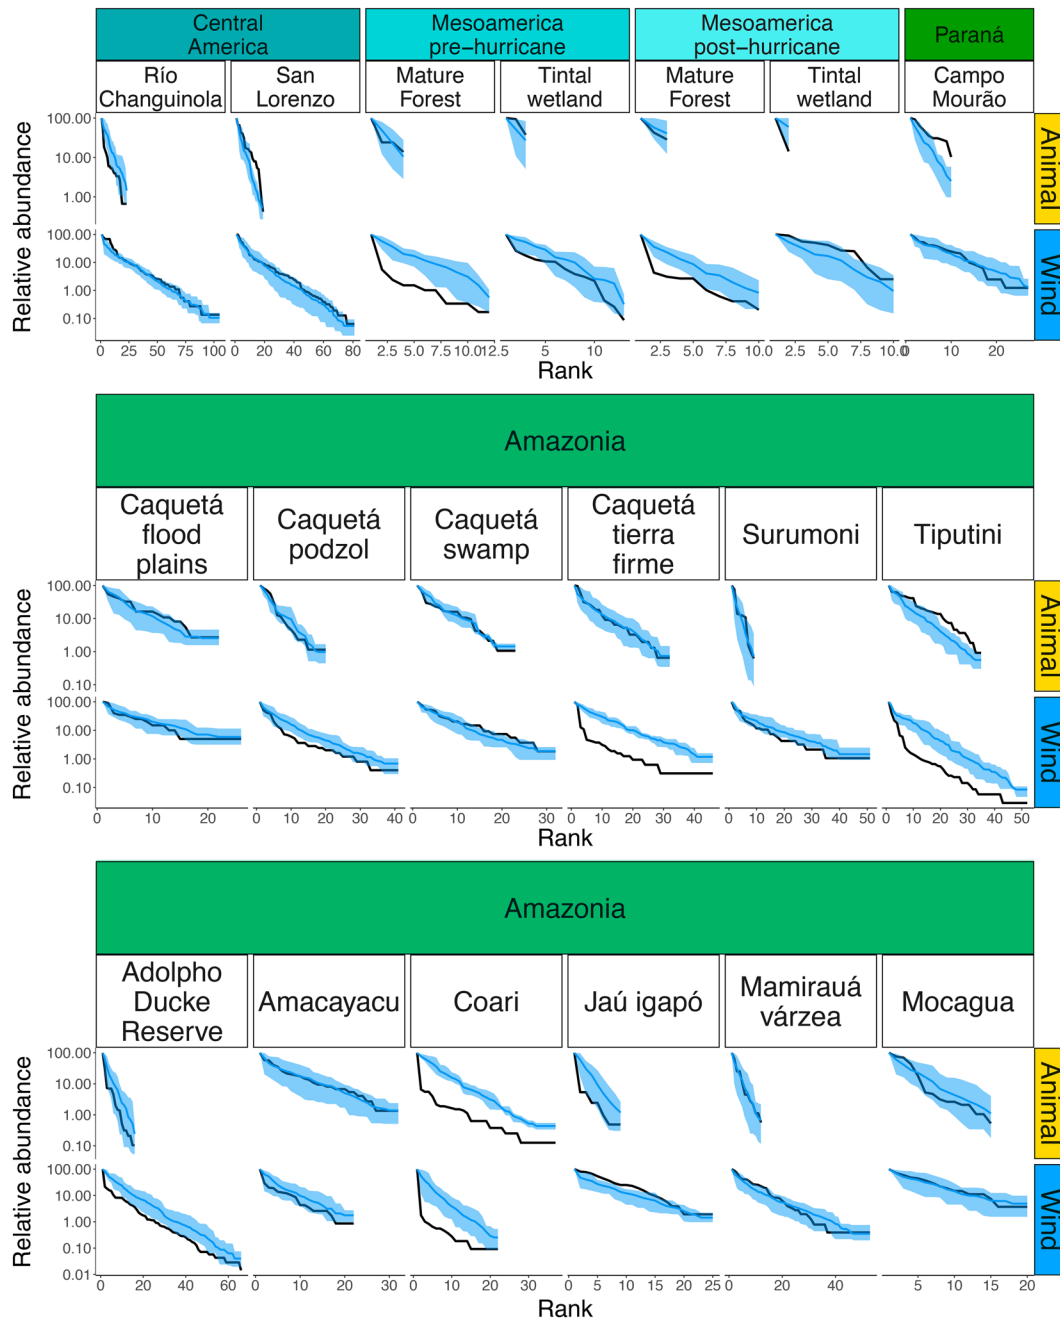 Central
America
Mesoamerica
pre−hurricane
Mesoamerica
post−hurricane
Paraná
Río
Changuinola
San
Lorenzo
Mature
Forest
Tintal
wetland
Mature
Forest
Tintal
wetland
Campo
Mourão
Relative abundance
100.00
10.00
1.00
Animal
100.00
10.00
1.00
0.10
Wind
0 25 50 75 100
0 20 40 60 80
2.5 5.0 7.5 10.0 12.5
5 10
2.5 5.0 7.5 10.0
2.5 5.0 7.5 10.0
0 10 20
Rank
Amazonia
Caquetá
flood
plains
Caquetá
podzol
Caquetá
swamp
Caquetá
tierra
firme
Surumoni
Tiputini
Relative abundance
100.00
10.00
1.00
0.10
Animal
100.00
10.00
1.00
0.10
Wind
0 10 20
0 10 20 30 40
0 10 20 30
0 10 20 30 40
0 10 20 30 40 50
0 10 20 30 40 50
Rank
Amazonia
Adolpho
Ducke
Reserve
Amacayacu
Coari
Jaú igapó
Mamirauá
várzea
Mocagua
Relative abundance
100.00
10.00
1.00
0.10
Animal
100.00
10.00
1.00
0.10
0.01
Wind
0 20 40 60
0 10 20 30
0 10 20 30
0 5 10 15 20 25
0 20 40
5 10 15 20
Rank